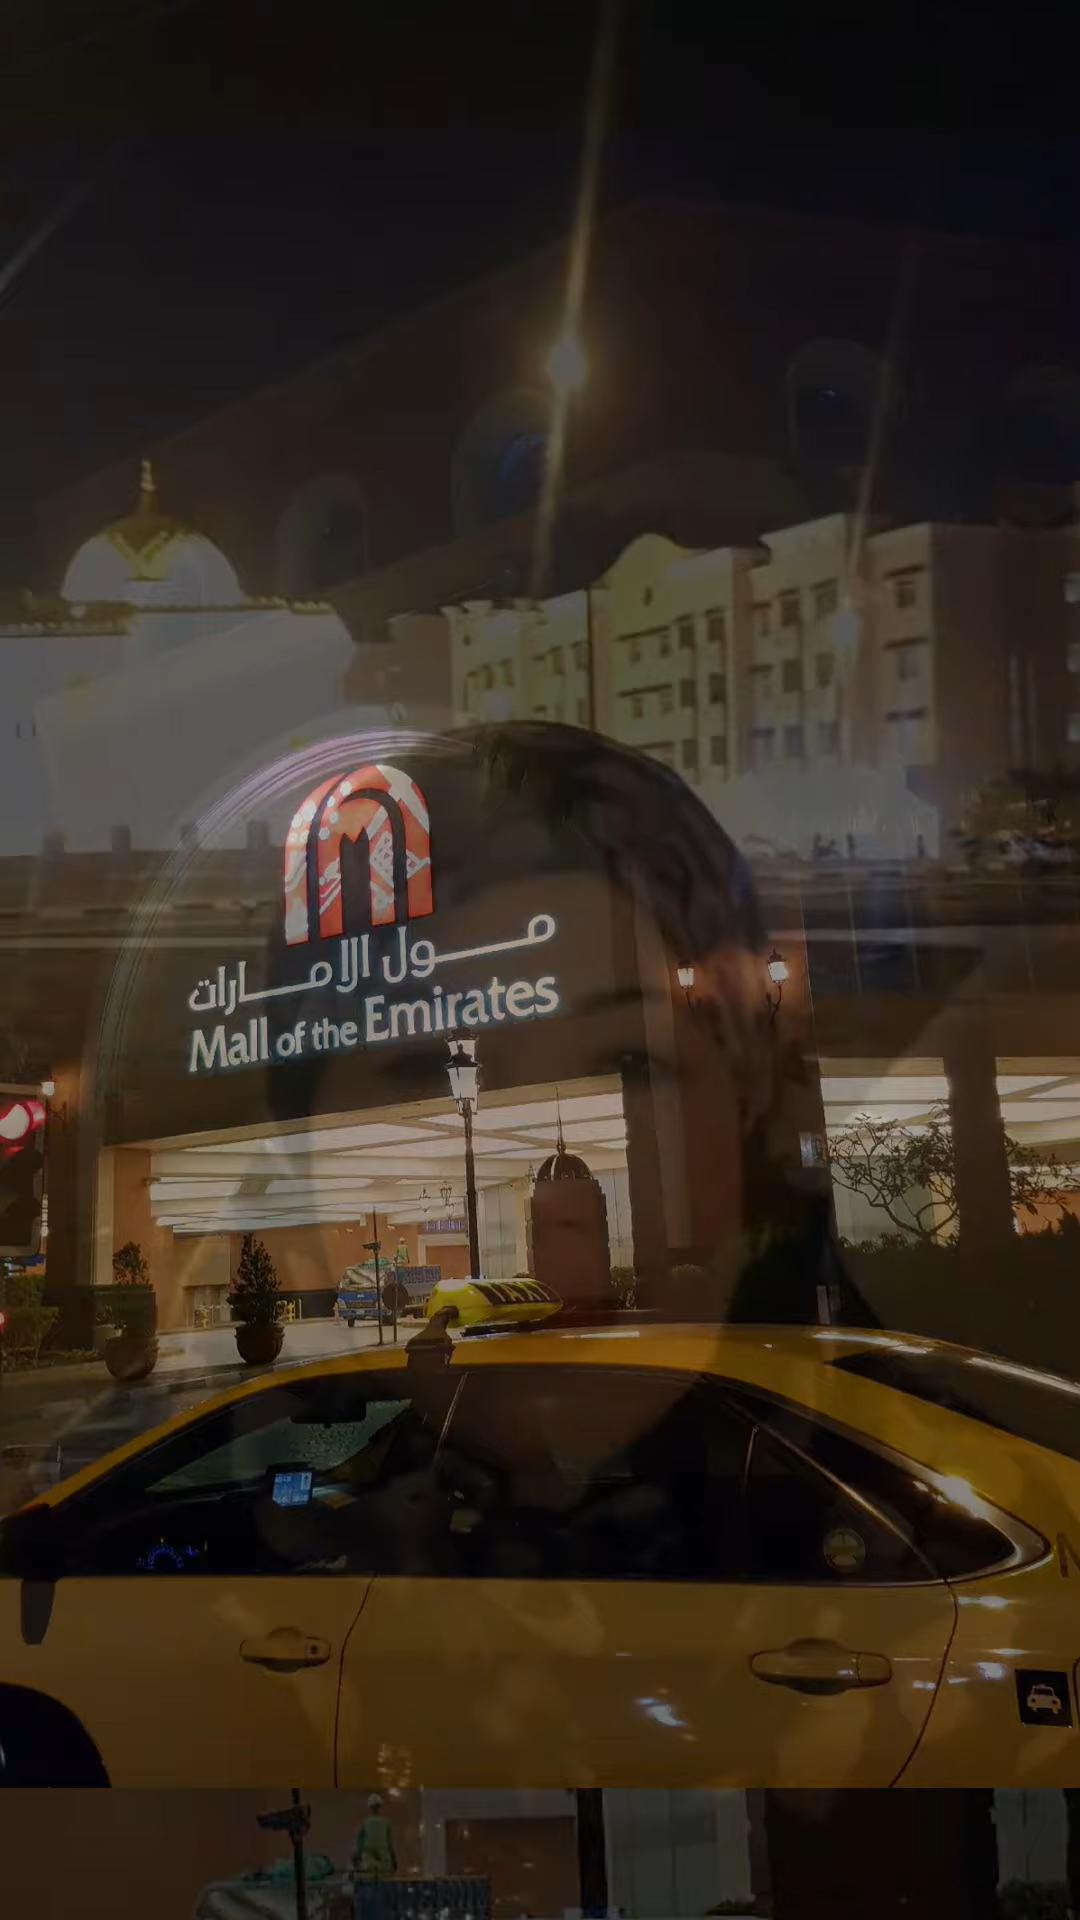 مول الإمارات
Mall of the Emirates
TAXI